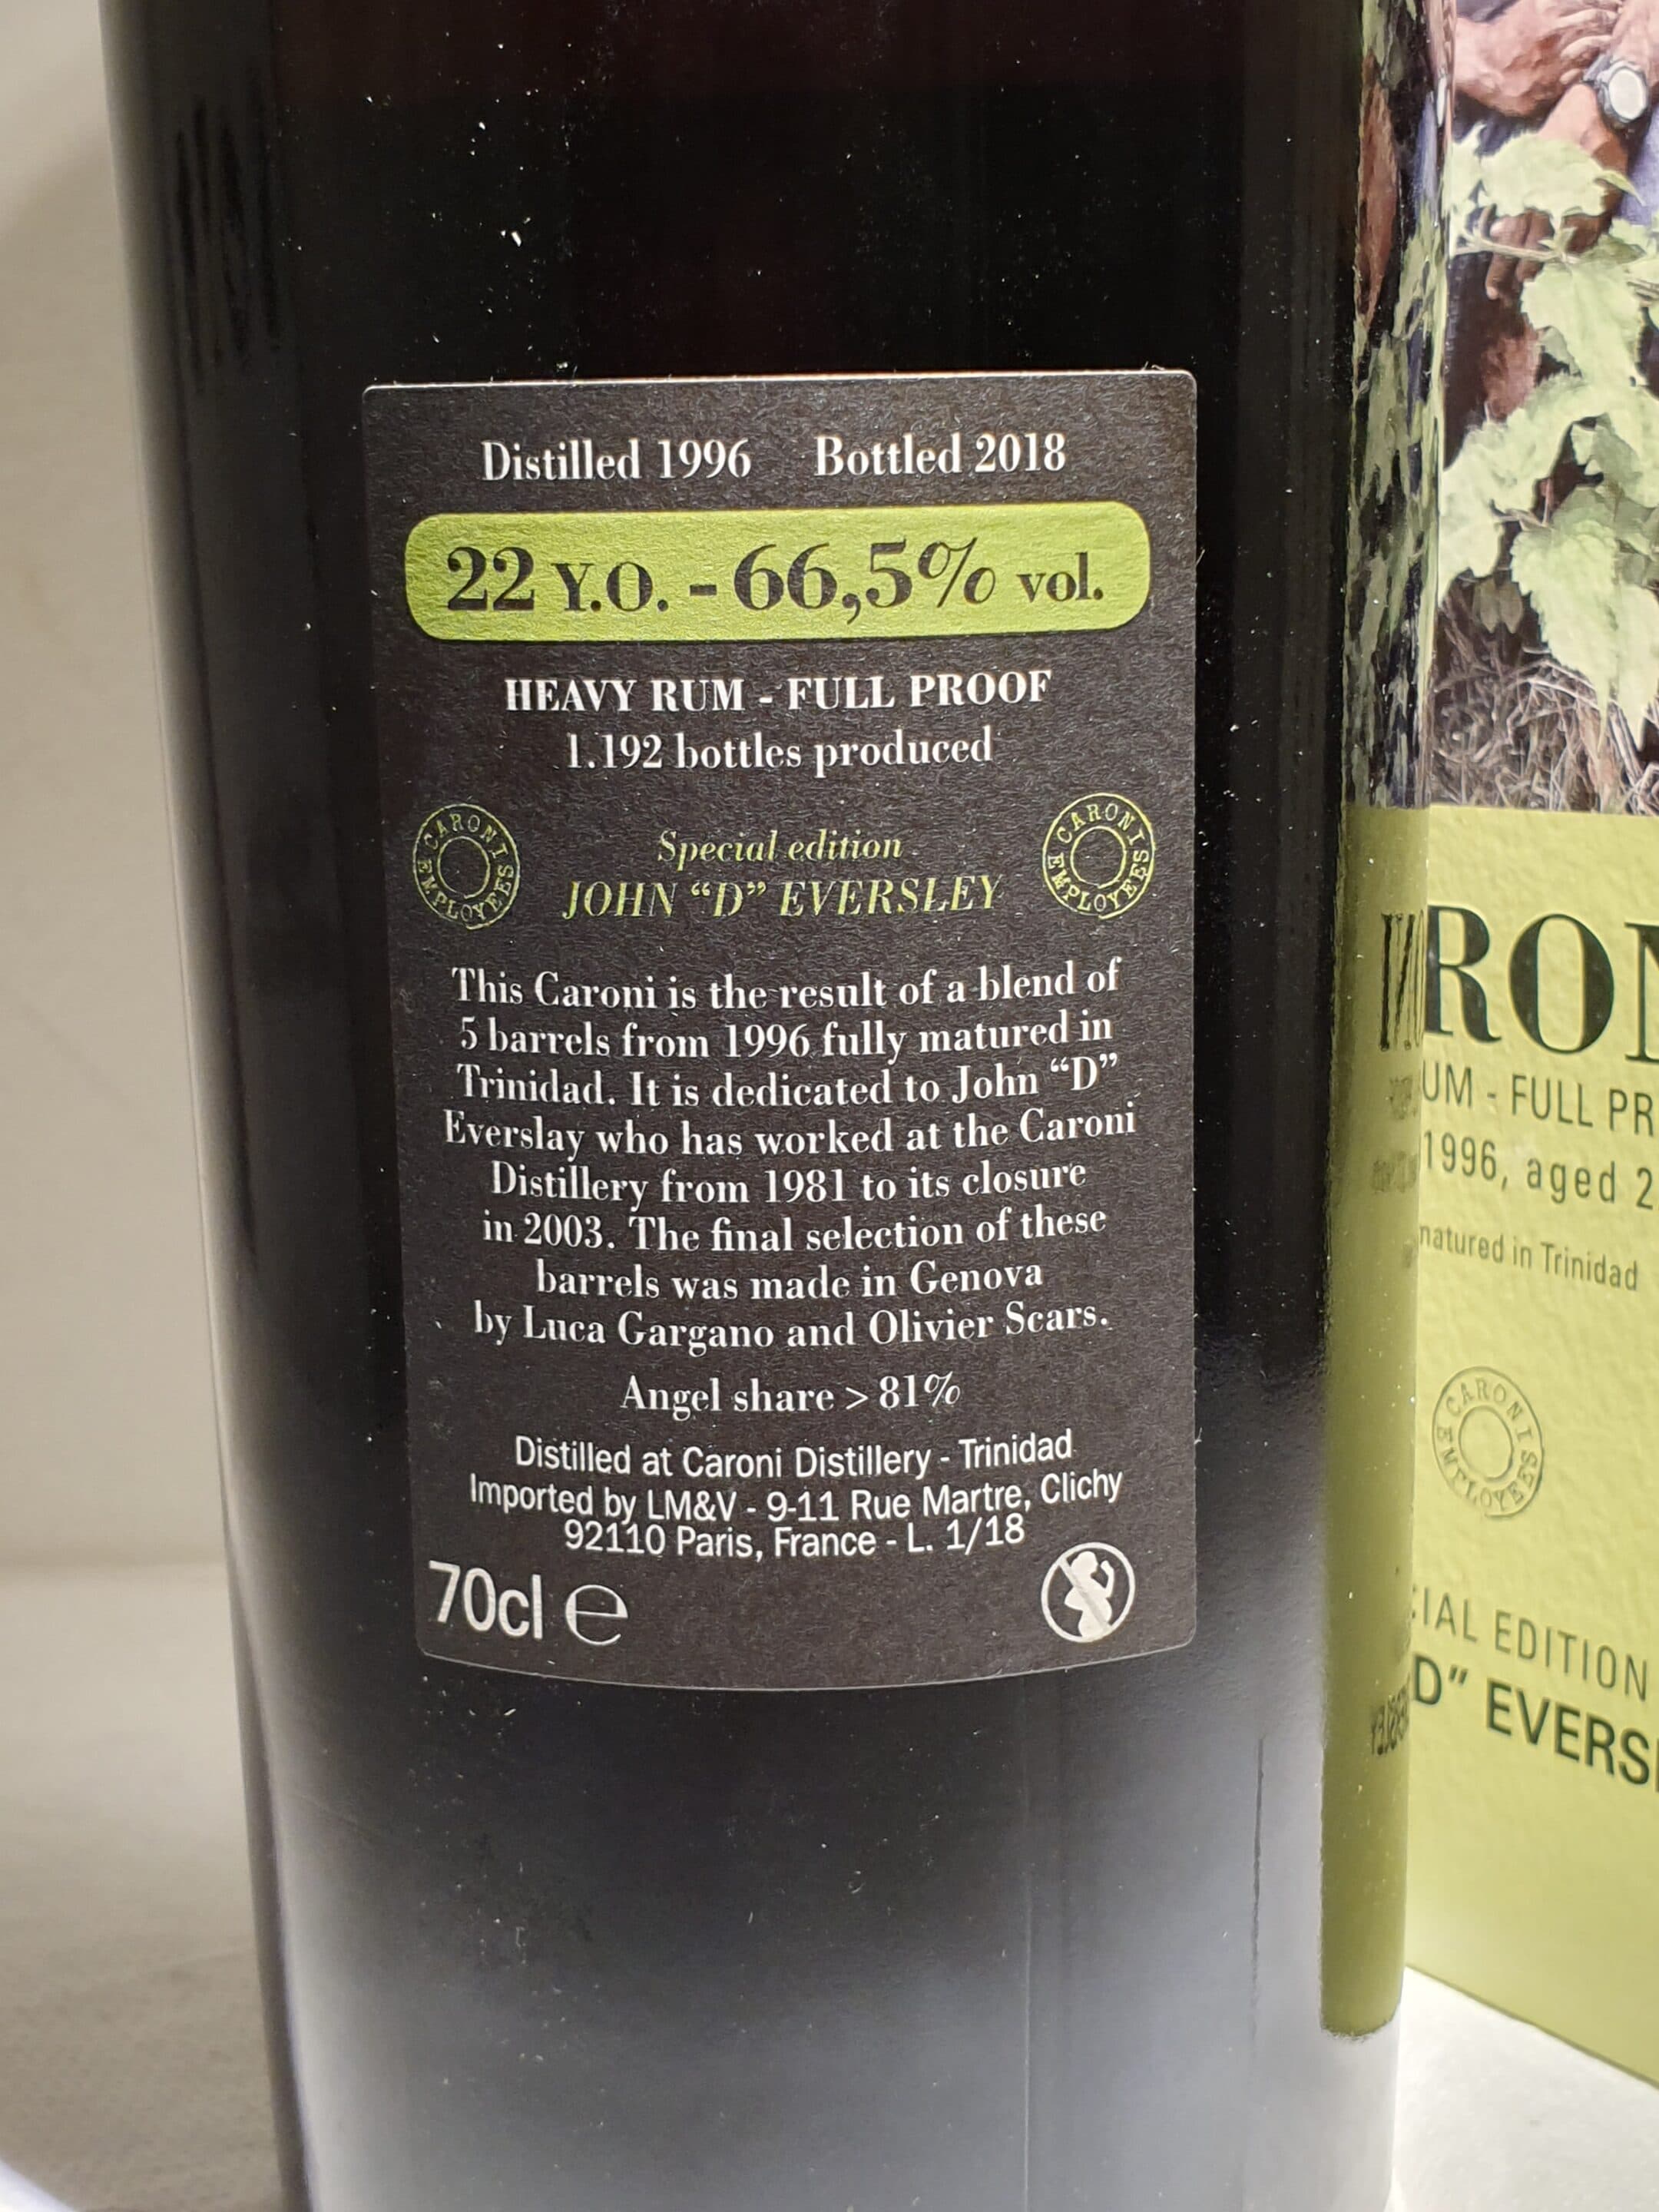 Distilled 1996 Bottled 2018
22 Y.O. - 66,5% vol.
HEAVY RUM - FULL PROOF
1.192 bottles produced
CARONI EMPLOYEES
Special edition
JOHN “D” EVERSLEY
CARONI EMPLOYEES
This Caroni is the result of a blend of
5 barrels from 1996 fully matured in
Trinidad. It is dedicated to John “D”
Everslay who has worked at the Caroni
Distillery from 1981 to its closure
in 2003. The final selection of these
barrels was made in Genova
by Luca Gargano and Olivier Scars.
Angel share > 81%
Distilled at Caroni Distillery - Trinidad
Imported by LM&V - 9-11 Rue Martre, Clichy
92110 Paris, France - L. 1/18
70cl e
RON
UM - FULL PR
1996, aged 2
natured in Trinidad
CARONI EMPLOYEES
CIAL EDITION
D” EVERS